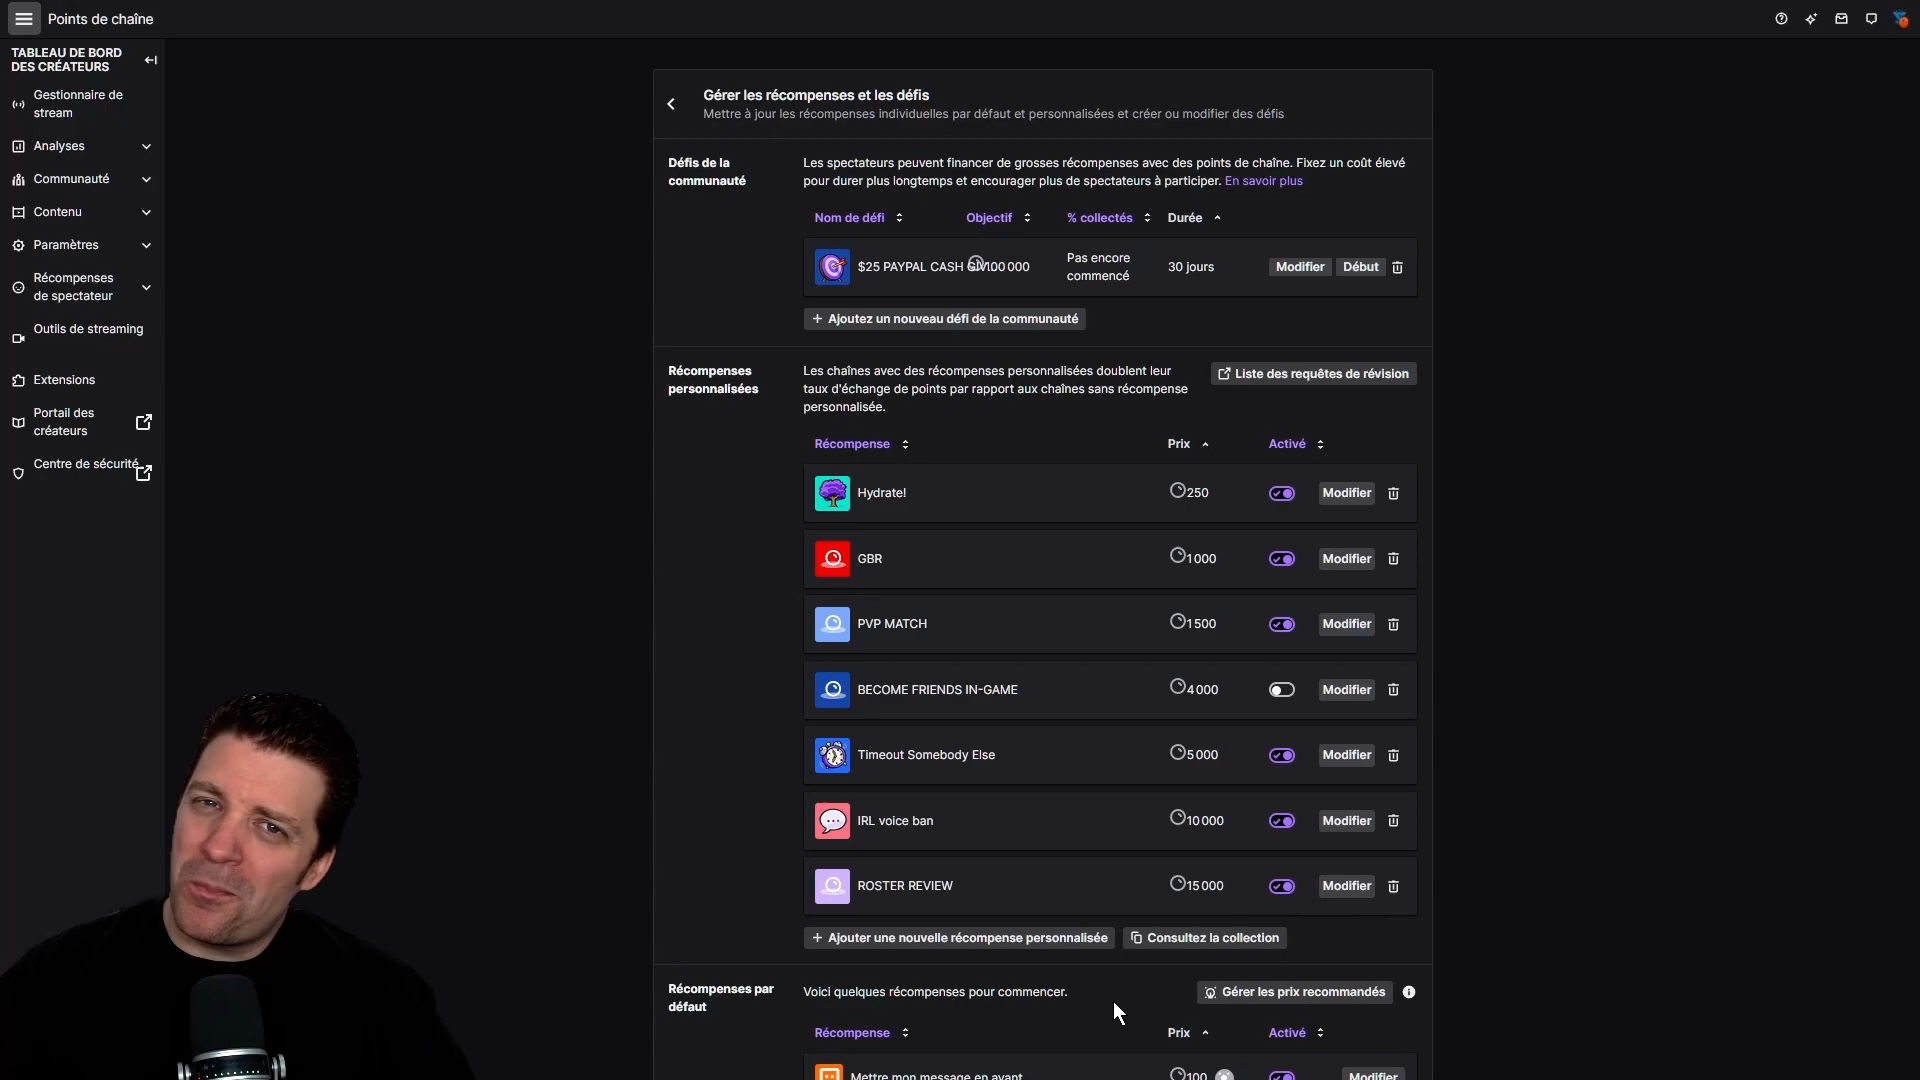 Points de chaîne
TABLEAU DE BORD
DES CRÉATEURS
Gestionnaire de
stream
Analyses
Communauté
Contenu
Paramètres
Récompenses
de spectateur
Outils de streaming
Extensions
Portail des
créateurs
Centre de sécurité
Gérer les récompenses et les défis
Mettre à jour les récompenses individuelles par défaut et personnalisées et créer ou modifier des défis
Défis de la
communauté
Les spectateurs peuvent financer de grosses récompenses avec des points de chaîne. Fixez un coût élevé
pour durer plus longtemps et encourager plus de spectateurs à participer. En savoir plus
Nom de défi Objectif % collectés Durée
$25 PAYPAL CASH 100 000 Pas encore
commencé 30 jours Modifier Début
+ Ajoutez un nouveau défi de la communauté
Récompenses
personnalisées
Les chaînes avec des récompenses personnalisées doublent leur
taux d'échange de points par rapport aux chaînes sans récompense
personnalisée.
Liste des requêtes de révision
Récompense Prix Activé
Hydrate! 250 Modifier
GBR 1 000 Modifier
PVP MATCH 1 500 Modifier
BECOME FRIENDS IN-GAME 4 000 Modifier
Timeout Somebody Else 5 000 Modifier
IRL voice ban 10 000 Modifier
ROSTER REVIEW 15 000 Modifier
+ Ajouter une nouvelle récompense personnalisée Consultez la collection
Récompenses par
défaut
Voici quelques récompenses pour commencer.
Gérer les prix recommandés
Récompense Prix Activé
Mettre mon message en avant 100 Modifier